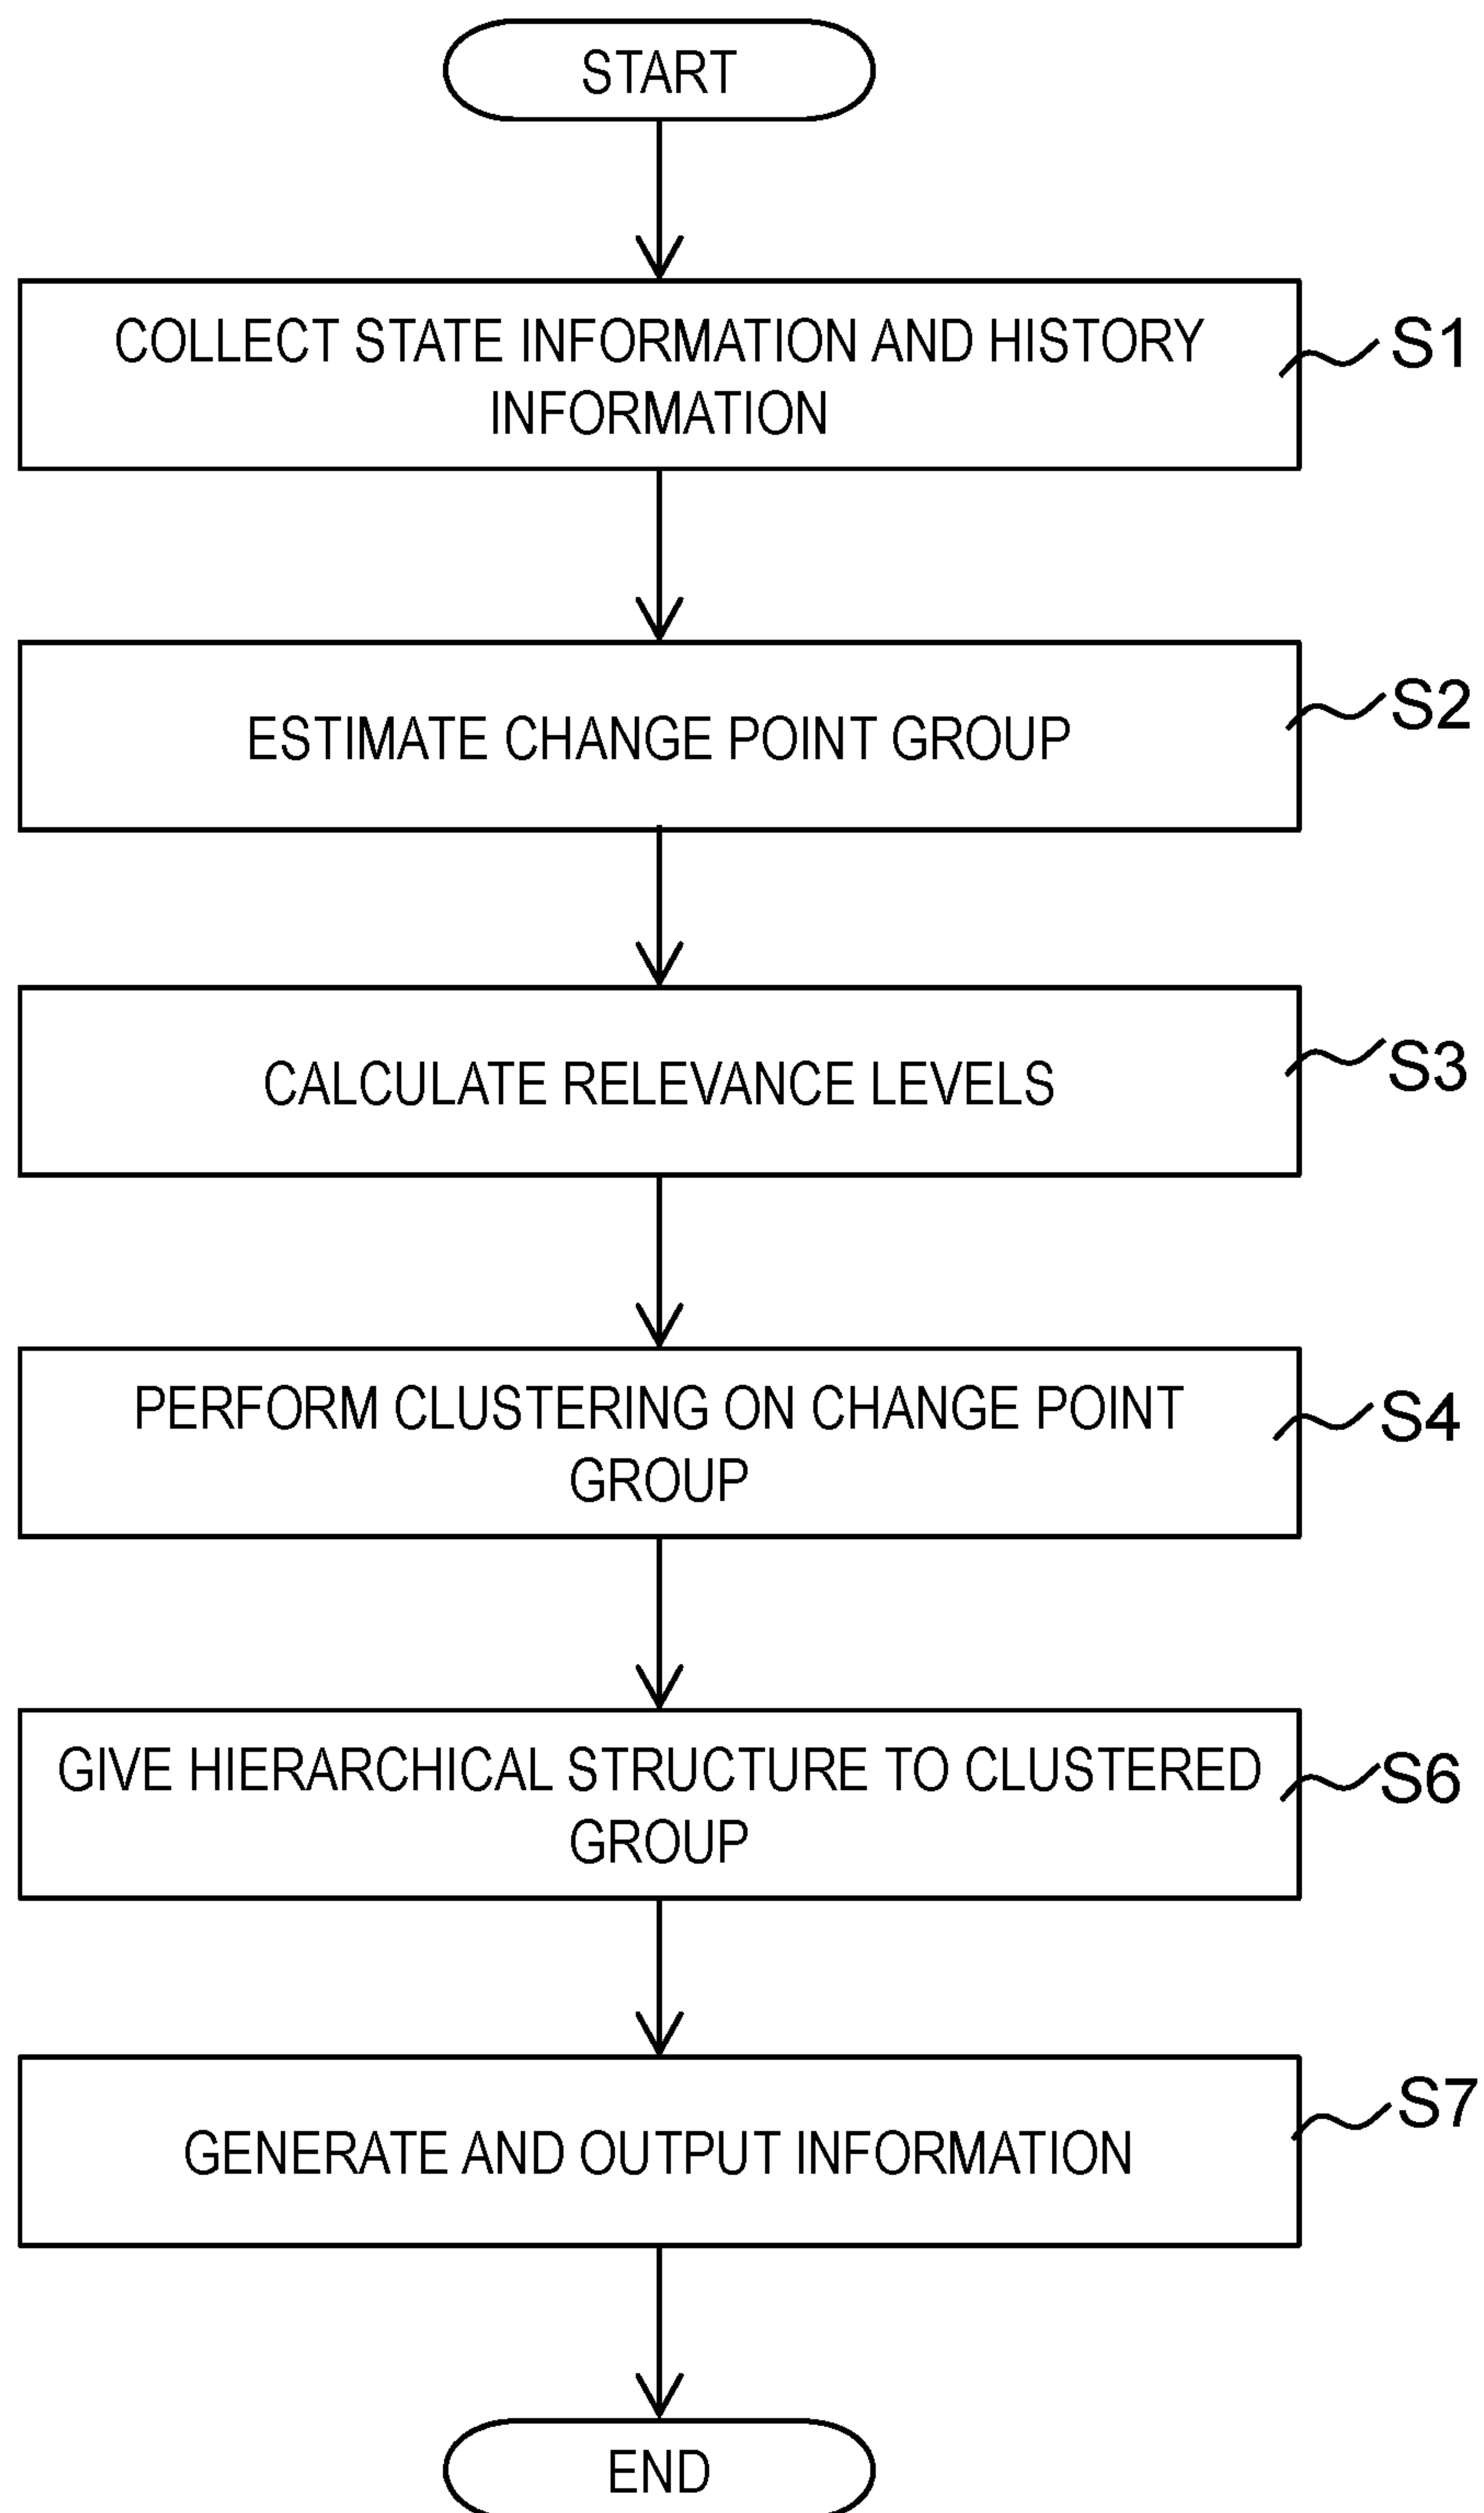 START
COLLECT STATE INFORMATION AND HISTORY
INFORMATION
S1
ESTIMATE CHANGE POINT GROUP
S2
CALCULATE RELEVANCE LEVELS
S3
PERFORM CLUSTERING ON CHANGE POINT
GROUP
S4
GIVE HIERARCHICAL STRUCTURE TO CLUSTERED
GROUP
S6
GENERATE AND OUTPUT INFORMATION
S7
END